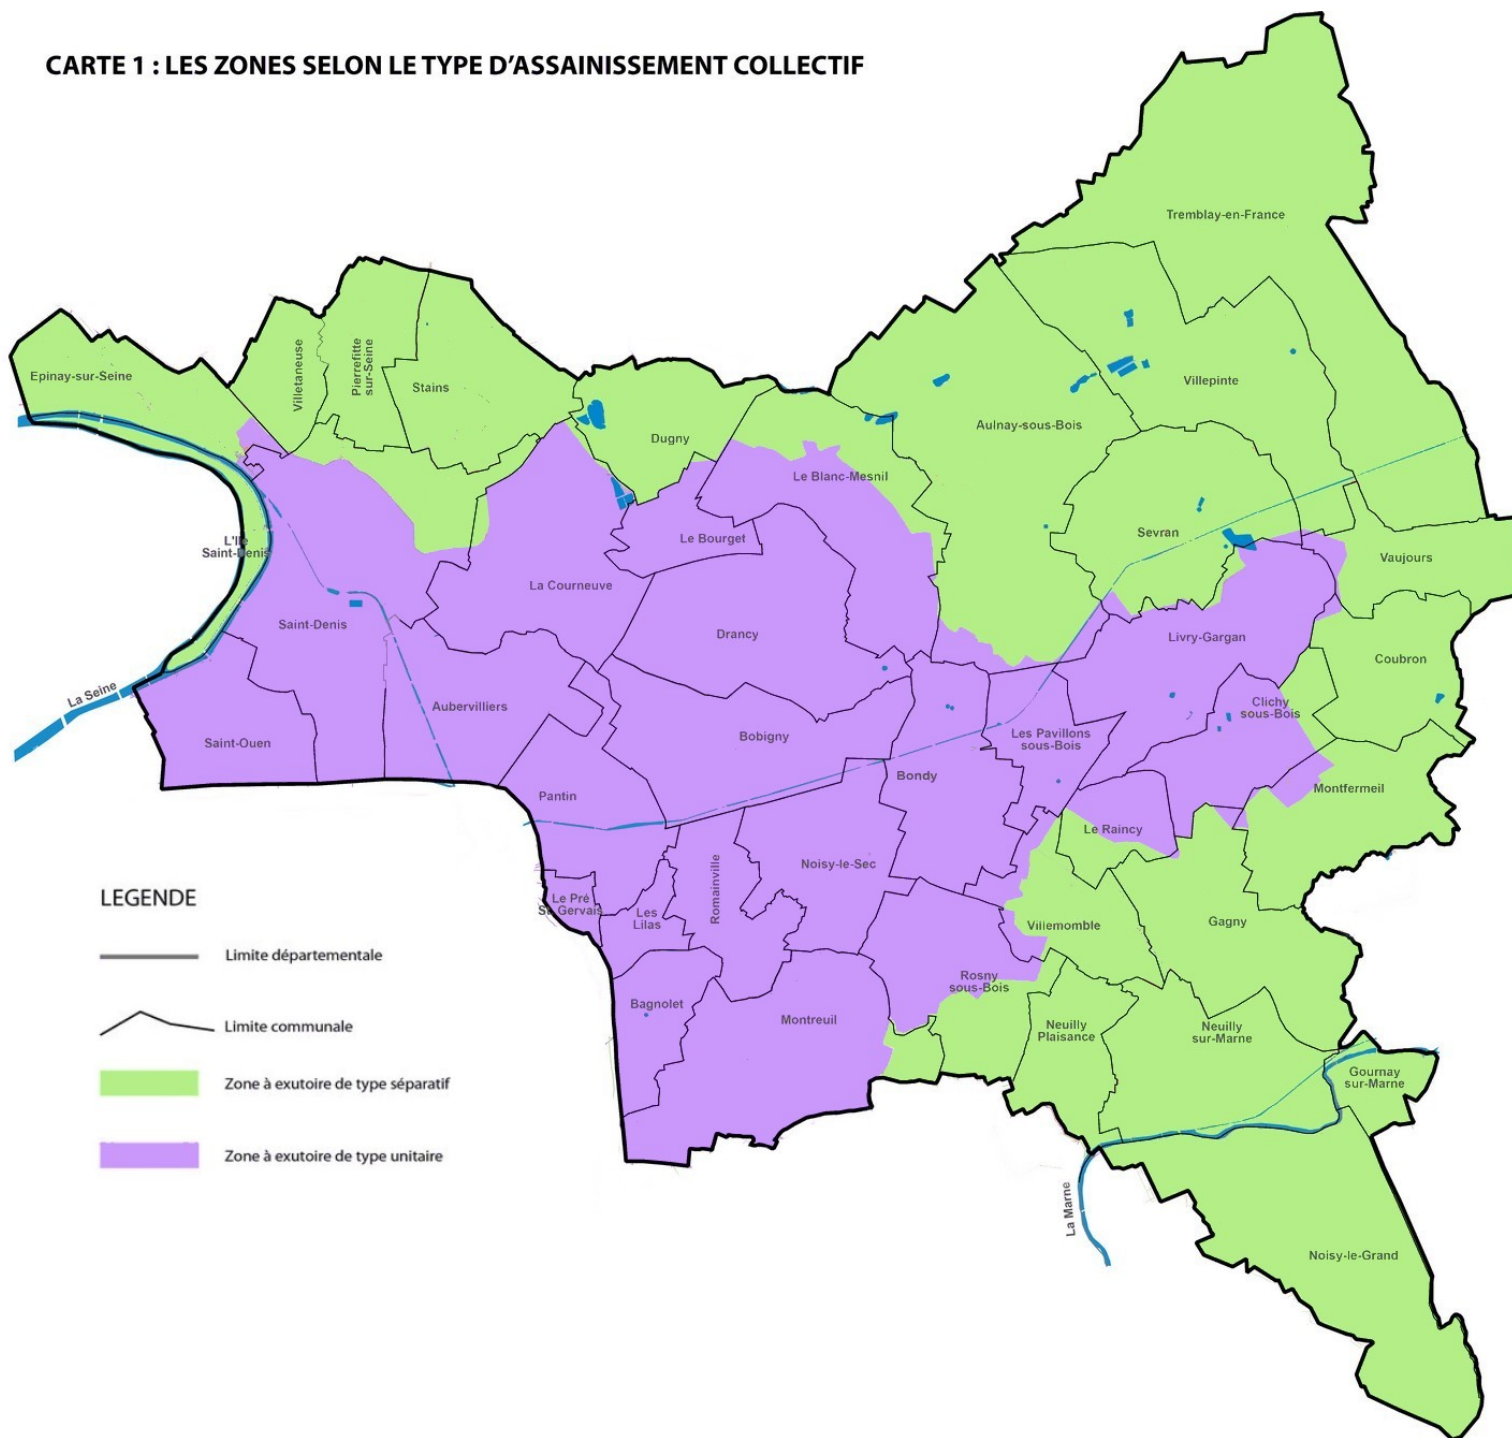 CARTE 1 : LES ZONES SELON LE TYPE D'ASSAINISSEMENT COLLECTIF
Tremblay-en-France
Epinay-sur-Seine
Villetaneuse
Pierrefitte
sur-Seine
Stains
Villepinte
Aulnay-sous-Bois
Dugny
Le Blanc-Mesnil
Sevran
Le Bourget
L'Ile
Saint-Denis
Vaujours
La Courneuve
Saint-Denis
Drancy
Livry-Gargan
Coubron
La Seine
Aubervilliers
Clichy
sous-Bois
Saint-Ouen
Bobigny
Les Pavillons
sous-Bois
Bondy
Pantin
Montfermeil
Le Raincy
Noisy-le-Sec
Romainville
Le Pré
St-Gervais
Les
Lilas
Villemomble
Gagny
Rosny
sous-Bois
Bagnolet
Montreuil
Neuilly
Plaisance
Neuilly
sur-Marne
Gournay
sur-Marne
La Marne
Noisy-le-Grand
LEGENDE
Limite départementale
Limite communale
Zone à exutoire de type séparatif
Zone à exutoire de type unitaire